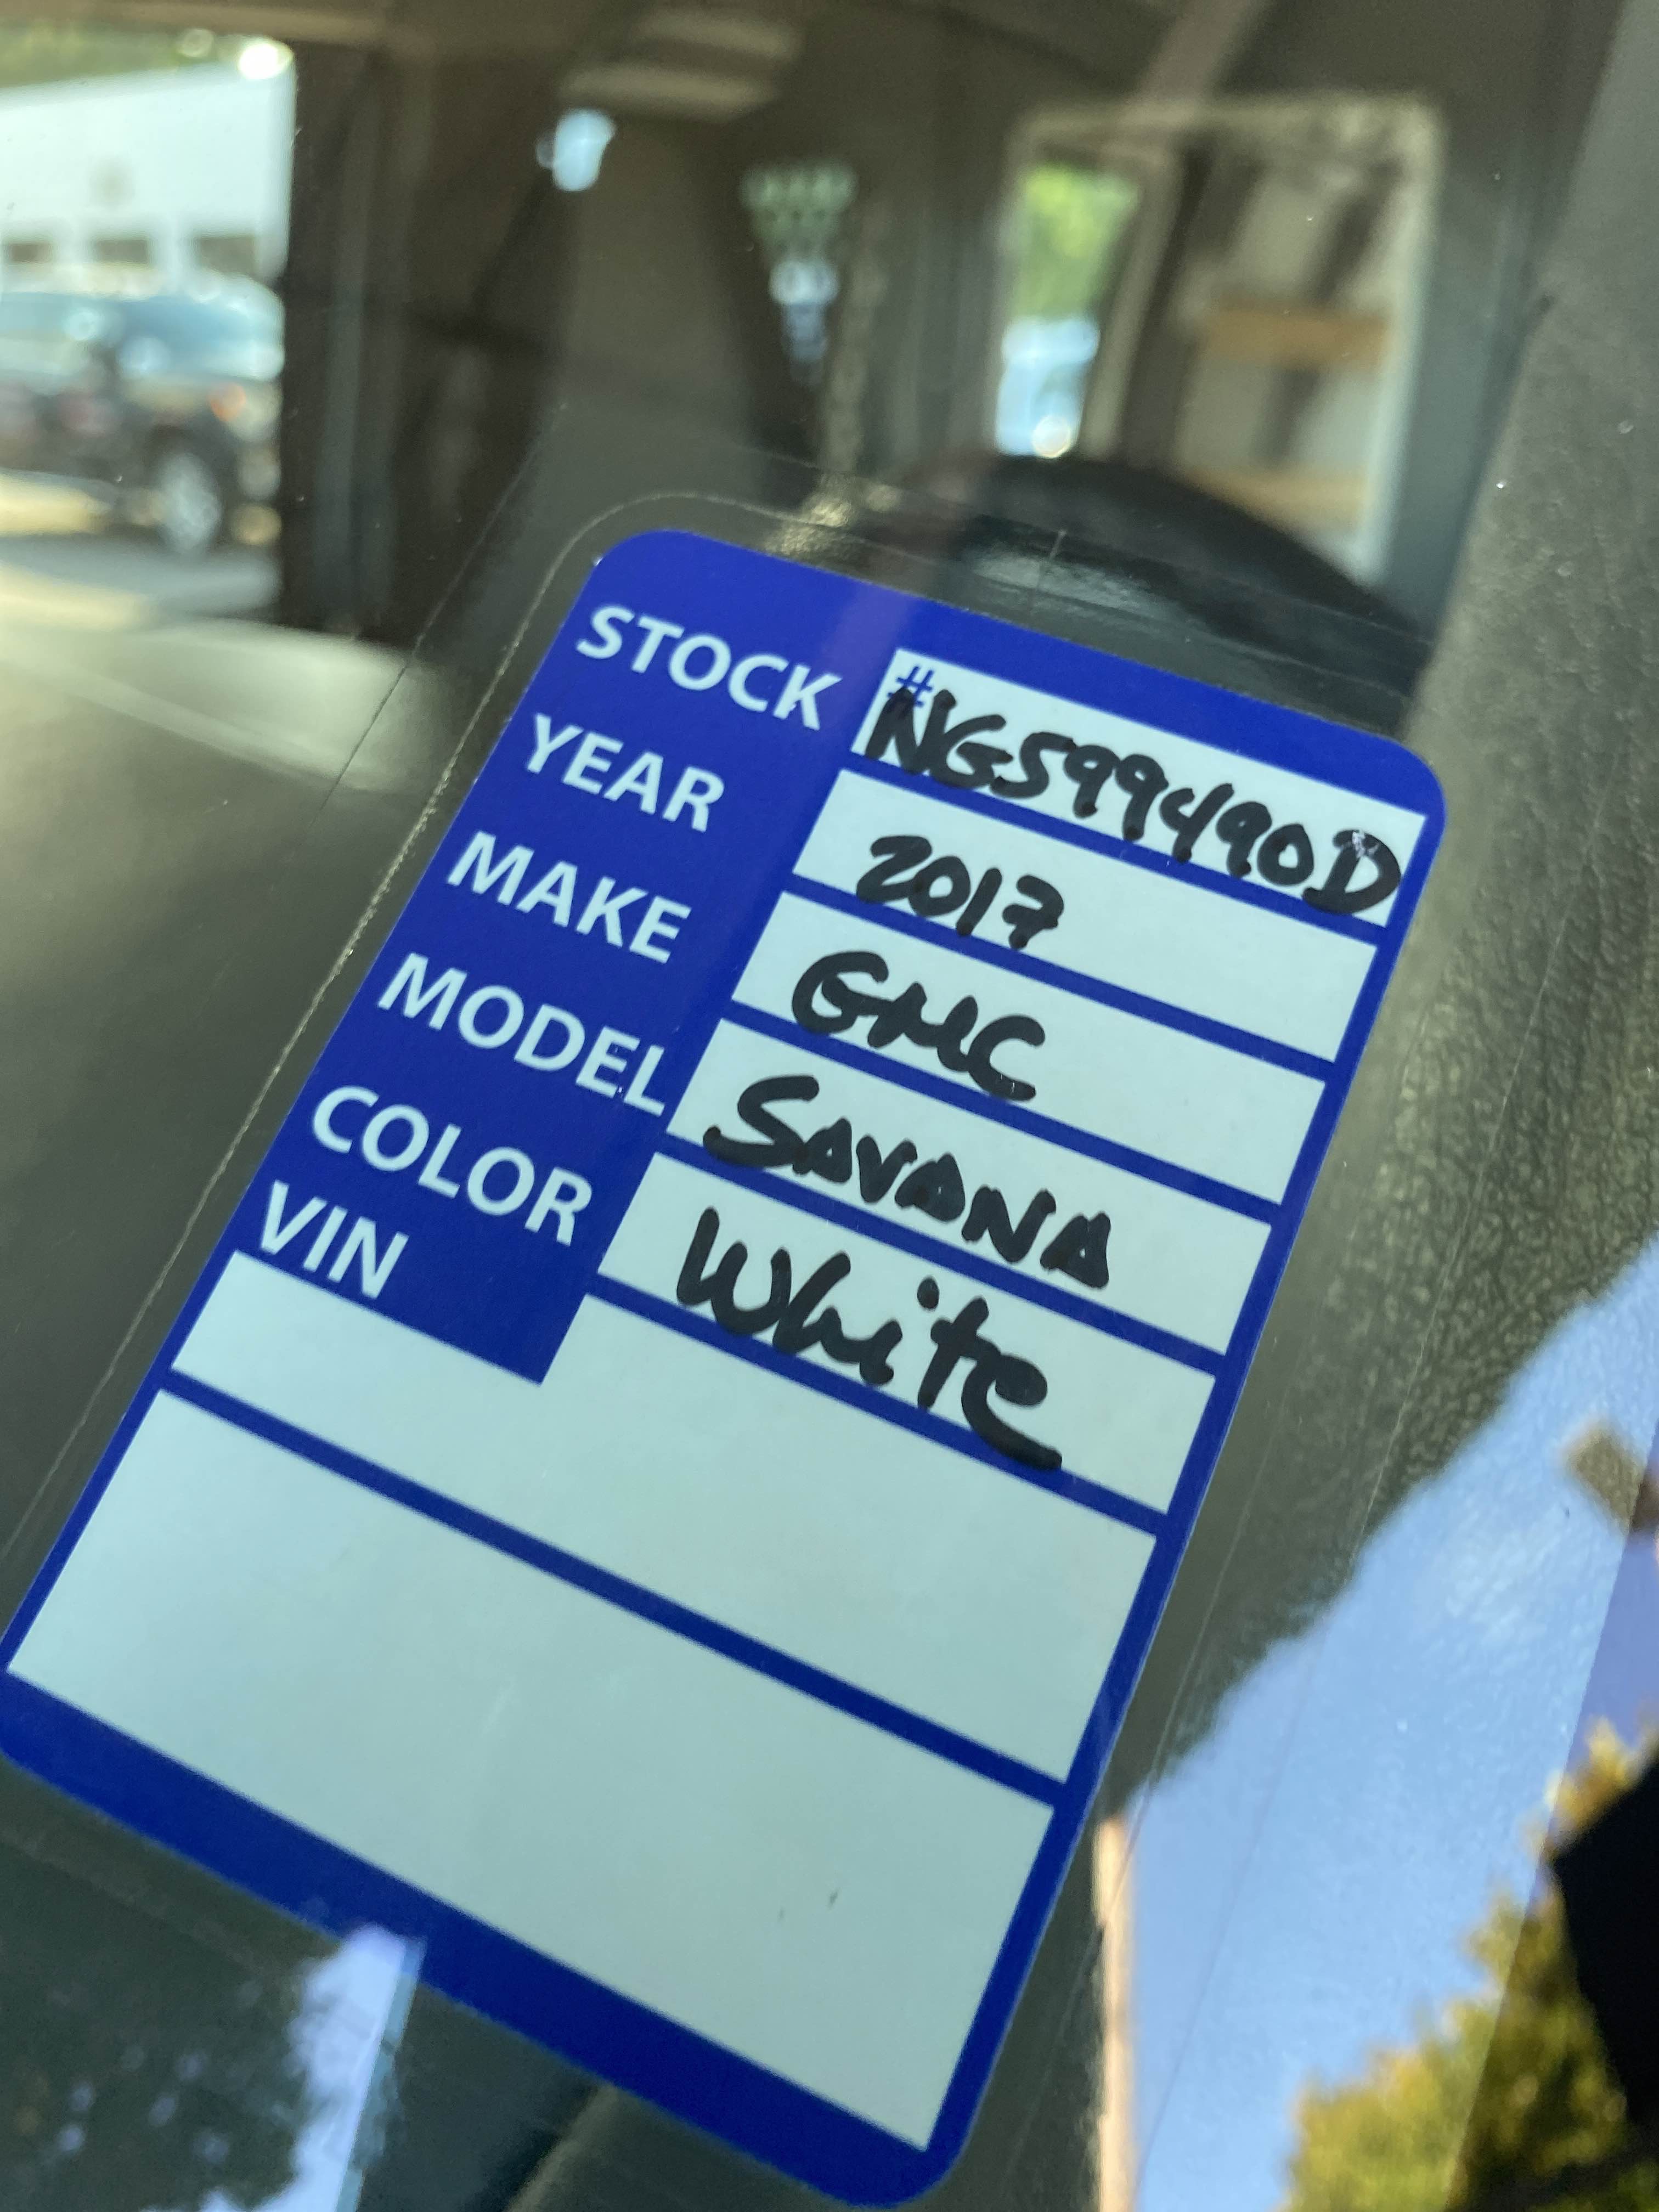 STOCK #NG599490D
YEAR 2017
MAKE GMC
MODEL SAVANA
COLOR White
VIN